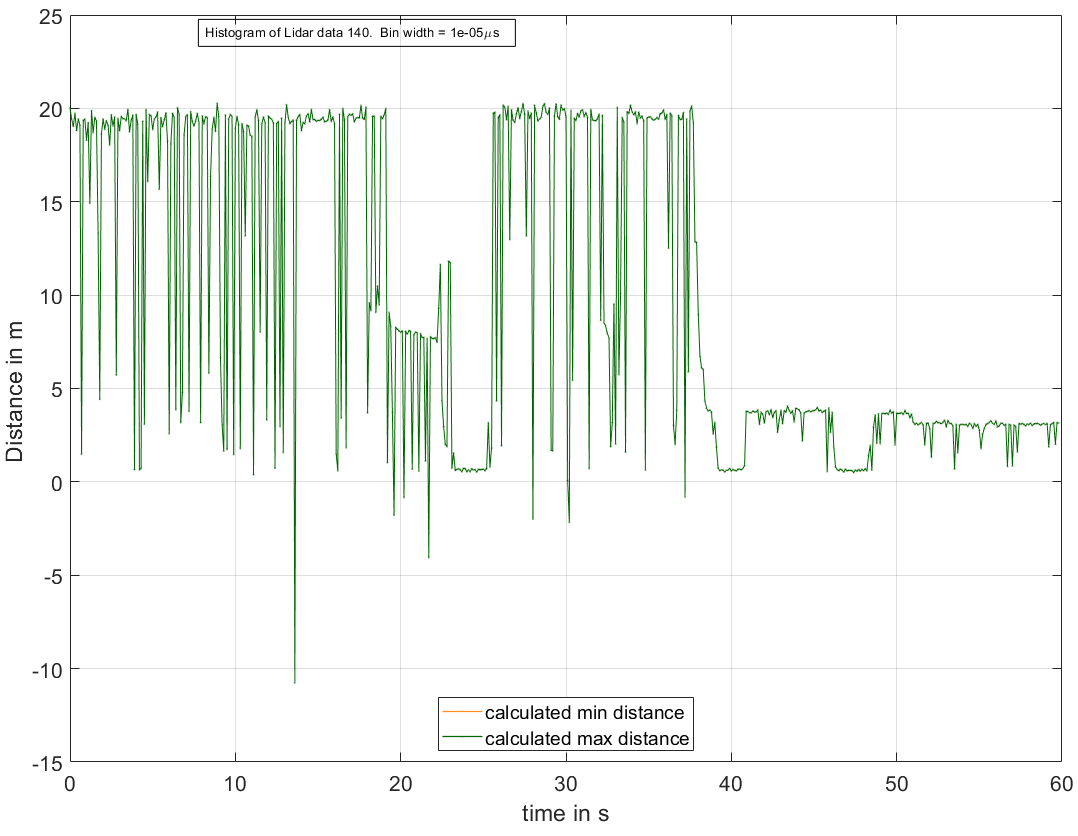 Histogram of Lidar data 140.  Bin width = 1e-05μs
25
20
15
10
5
0
-5
-10
-15
Distance in m
0 10 20 30 40 50 60
time in s
calculated min distance
calculated max distance